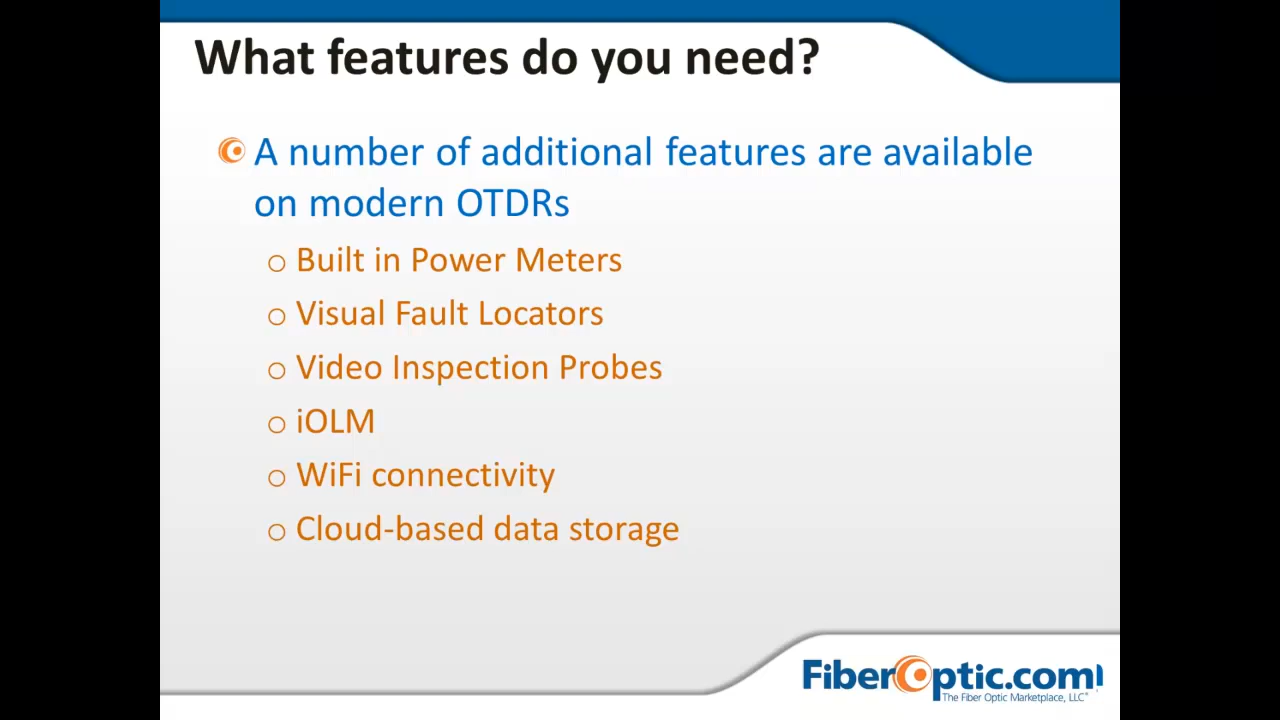 What features do you need?
A number of additional features are available
on modern OTDRs
Built in Power Meters
Visual Fault Locators
Video Inspection Probes
iOLM
WiFi connectivity
Cloud-based data storage
FiberOptic.com
The Fiber Optic Marketplace, LLC